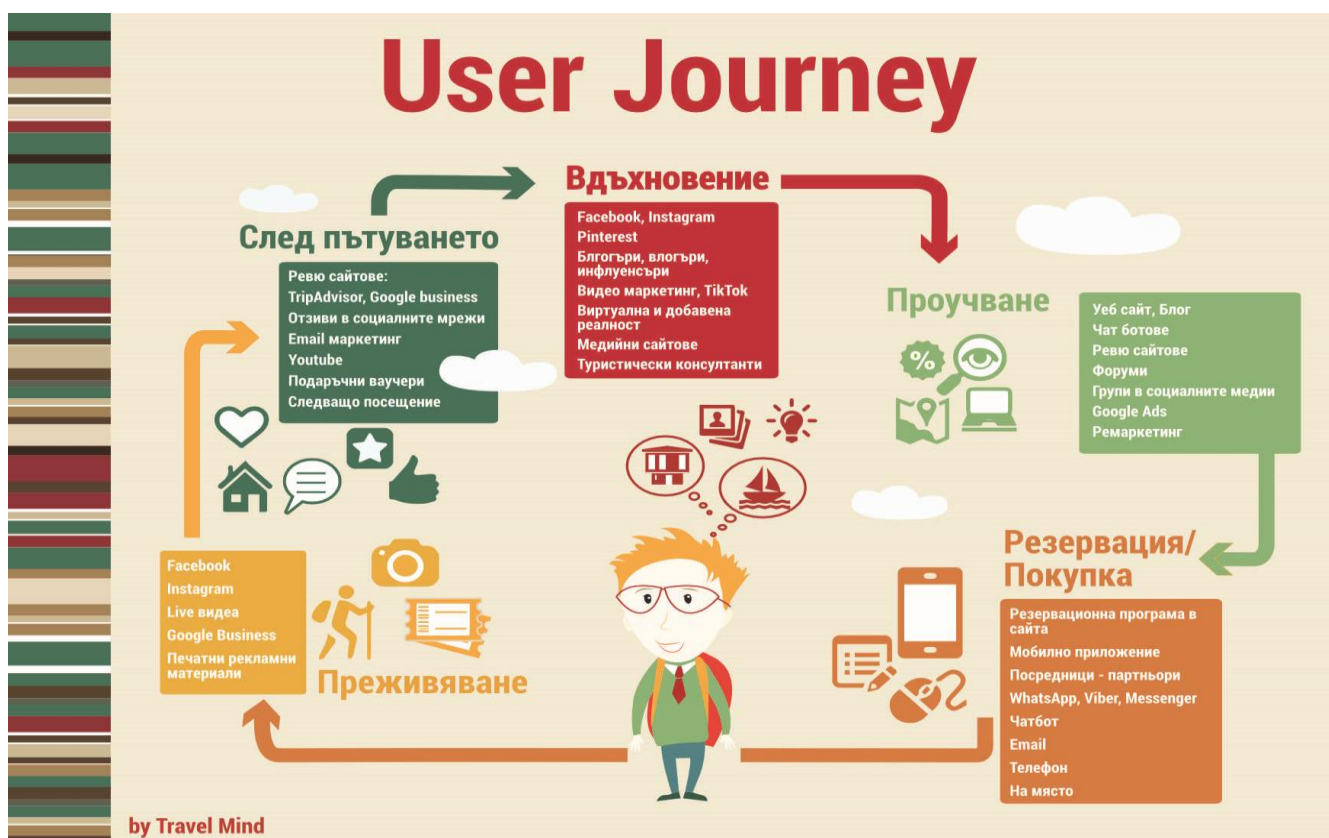 User Journey
Вдъхновение
Facebook, Instagram
Pinterest
Блгогъри, влогъри,
инфлуенсъри
Видео маркетинг, TikTok
Виртуална и добавена
реалност
Медийни сайтове
Туристически консултанти
Проучване
%
Уеб сайт, Блог
Чат ботове
Ревю сайтове
Форуми
Групи в социалните медии
Google Ads
Ремаркетинг
Резервация/
Покупка
Резервационна програма в
сайта
Мобилно приложение
Посредници - партньори
WhatsApp, Viber, Messenger
Чатбот
Email
Телефон
На място
Преживяване
Facebook
Instagram
Live видеа
Google Business
Печатни рекламни
материали
След пътуването
Ревю сайтове:
TripAdvisor, Google business
Отзиви в социалните мрежи
Email маркетинг
Youtube
Подаръчни ваучери
Следващо посещение
by Travel Mind